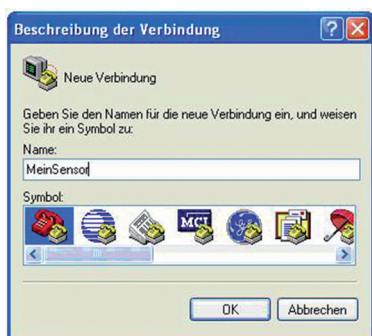 Beschreibung der Verbindung
Neue Verbindung
Geben Sie den Namen für die neue Verbindung ein, und weisen
Sie ihr ein Symbol zu:
Name:
MeinSensor
Symbol:
MCI
OK
Abbrechen